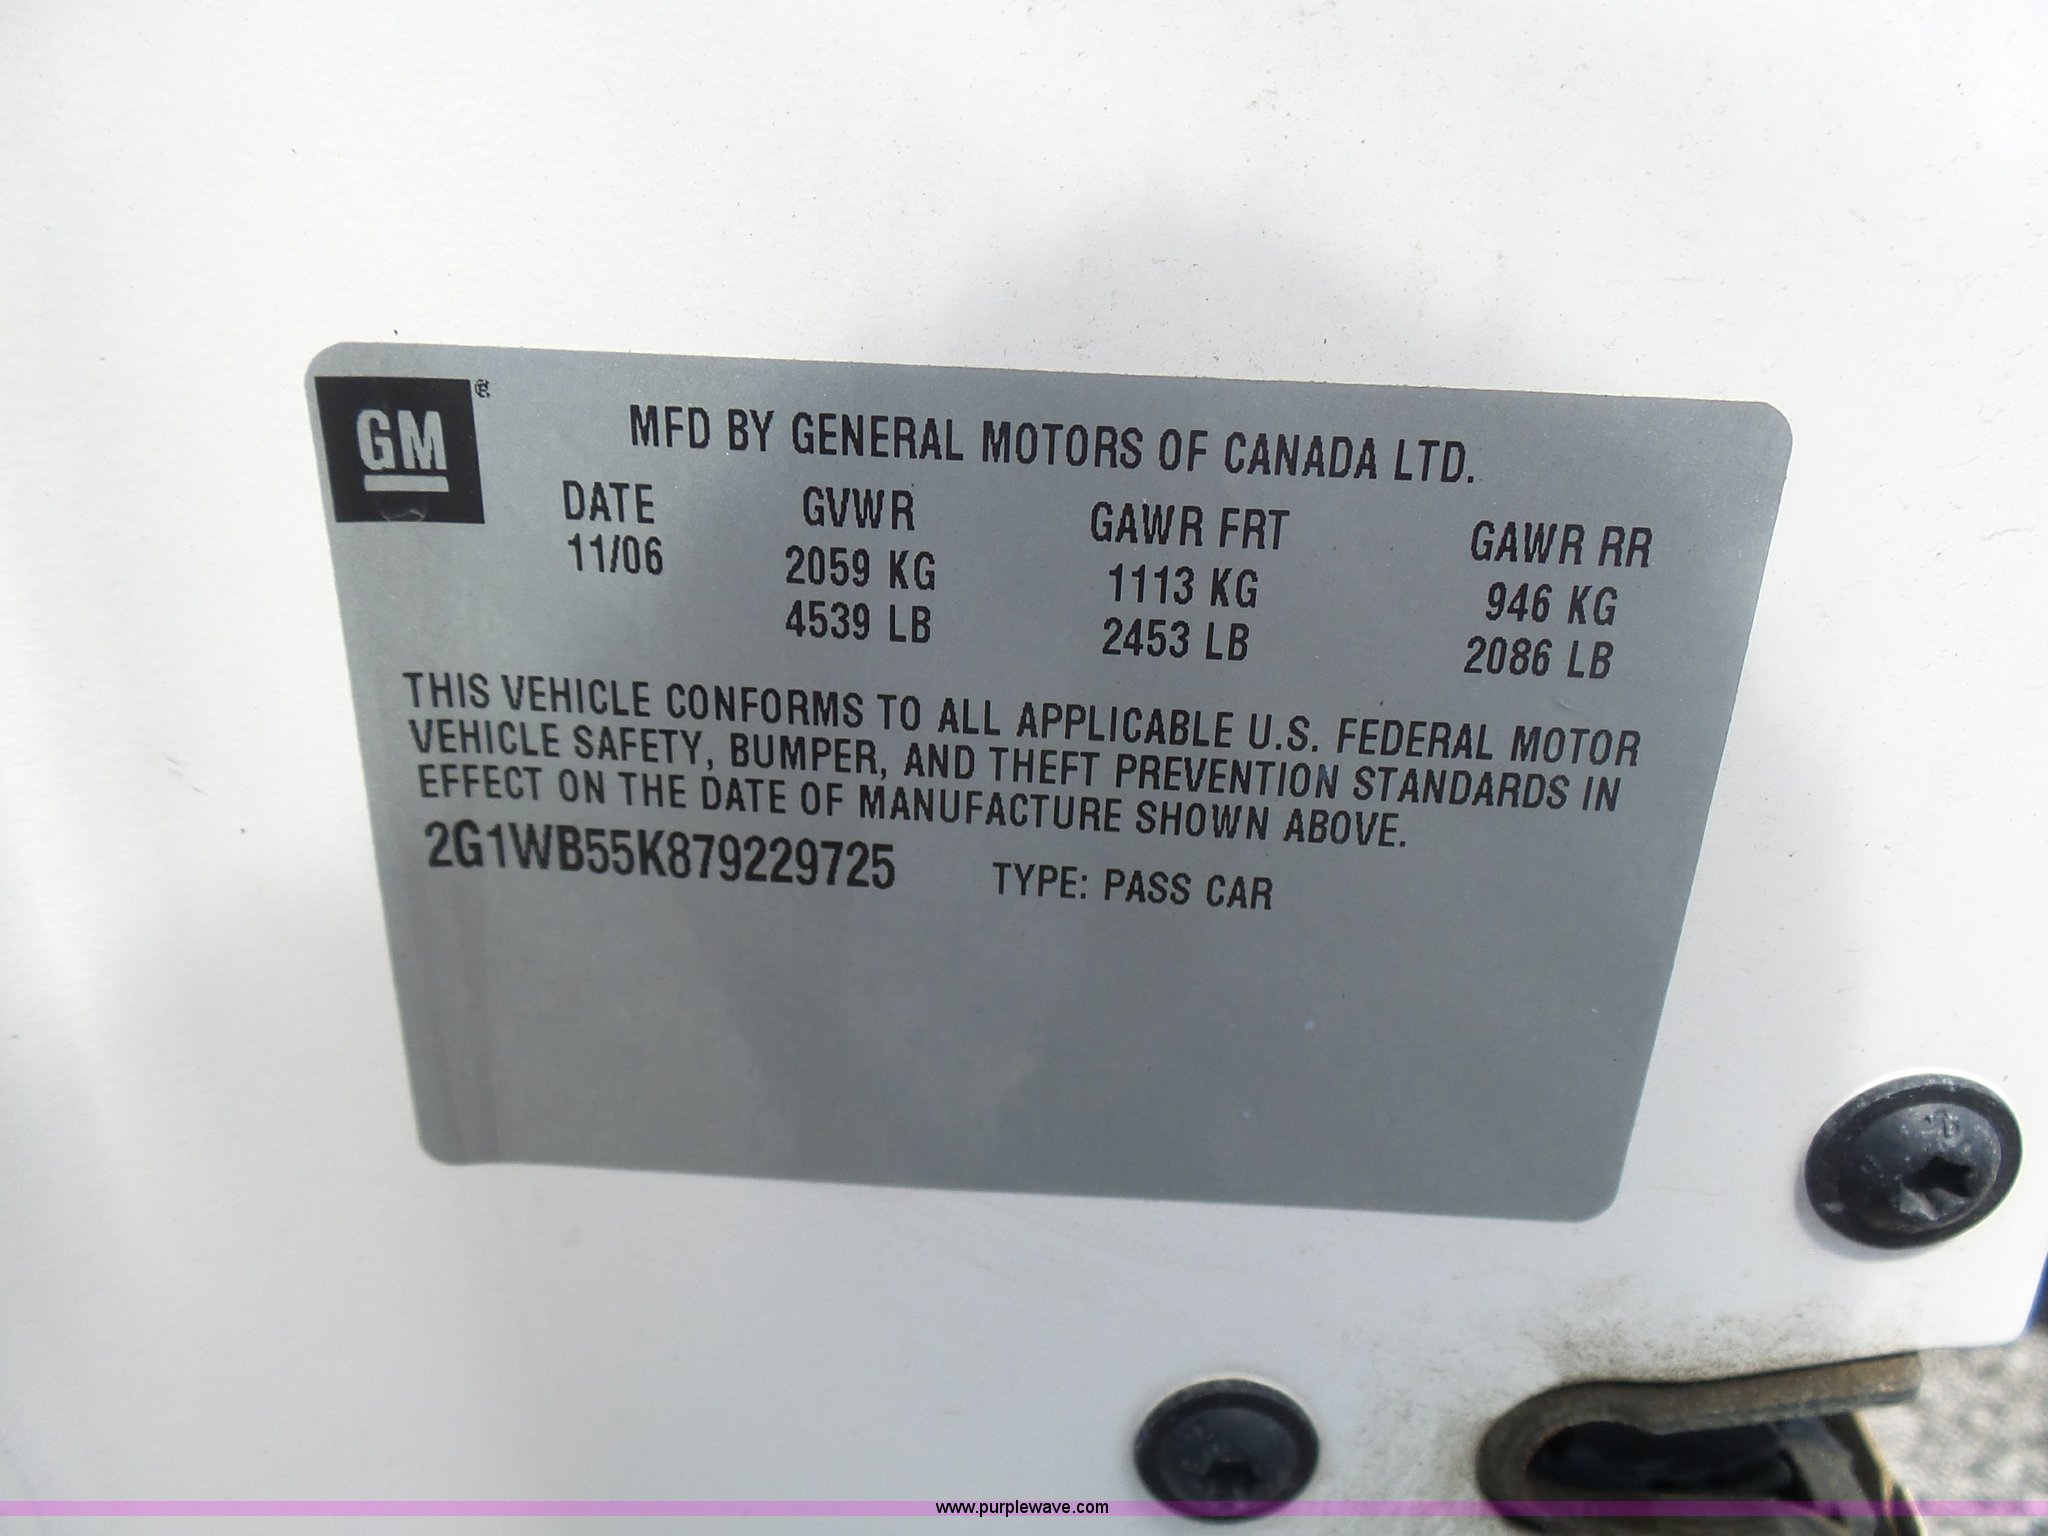 GM ®
MFD BY GENERAL MOTORS OF CANADA LTD.
DATE GVWR GAWR FRT GAWR RR
11/06 2059 KG 1113 KG 946 KG
4539 LB 2453 LB 2086 LB
THIS VEHICLE CONFORMS TO ALL APPLICABLE U.S. FEDERAL MOTOR
VEHICLE SAFETY, BUMPER, AND THEFT PREVENTION STANDARDS IN
EFFECT ON THE DATE OF MANUFACTURE SHOWN ABOVE.
2G1WB55K879229725 TYPE: PASS CAR
www.purplewave.com